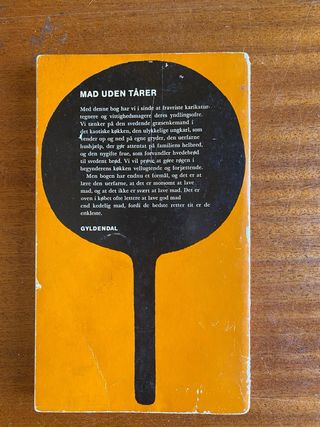 MAD UDEN TÅRER
Med denne bog har vi i sinde at fravriste karikatur-
tegnere og vittighedsmagere deres yndlingsofre.
Vi tænker på den svedende græsenkemand i
det kaotiske køkken, den ulykkelige ungkarl, som
vender op og ned på egne gryder, den uerfarne
hushjælp, der gør attentat på familiens helbred,
og den nygifte frue, som forvandler hvedebrød
til svedent brød. Vi vil prøve at gøre røgen i
begynderens køkken vellugtende og forjættende.
Men bogen har endnu et formål, og det er at
lære den uerfarne, at det er morsomt at lave
mad, og at det ikke er svært at lave mad. Det er
oven i købet ofte lettere at lave god mad
end kedelig mad, fordi de bedste retter tit er de
enkleste.
GYLDENDAL